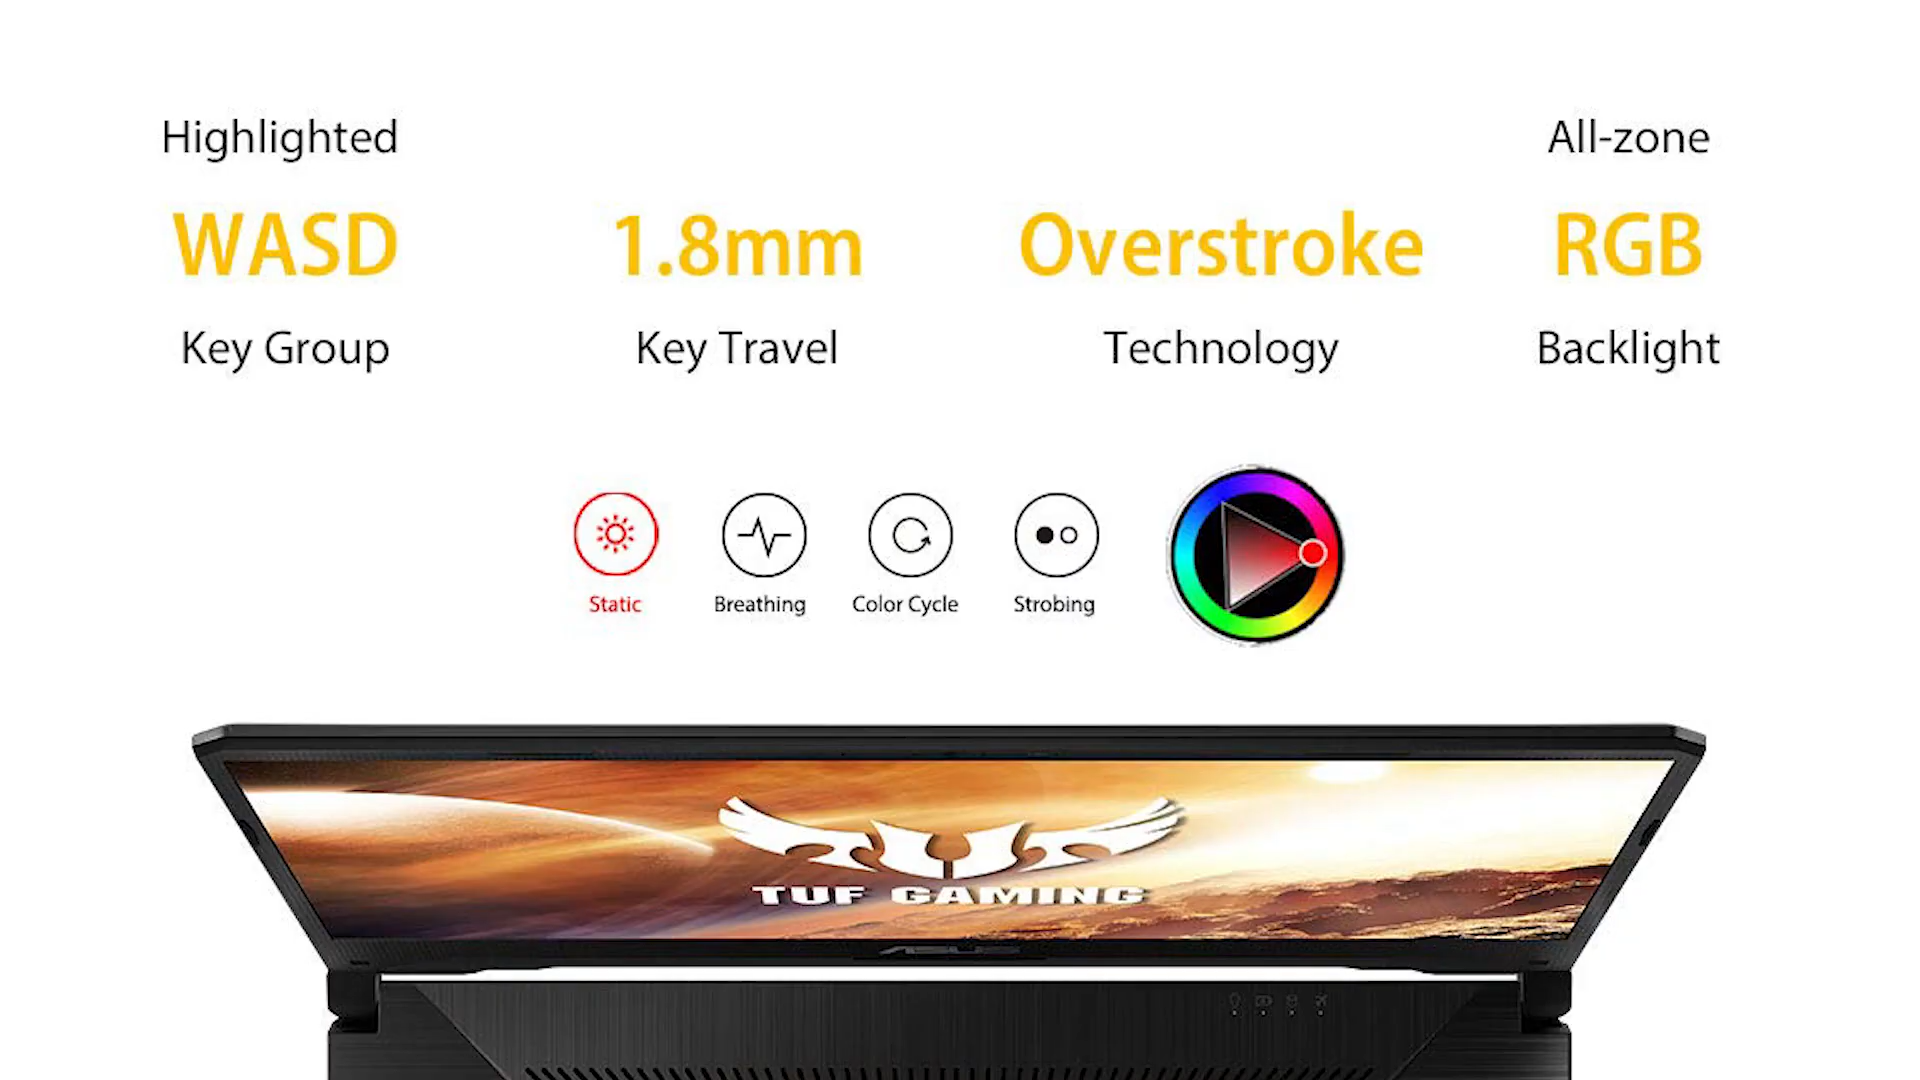 Highlighted
WASD
Key Group
1.8mm
Key Travel
Overstroke
Technology
All-zone
RGB
Backlight
Static
Breathing
Color Cycle
Strobing
TUF GAMING
ASUS